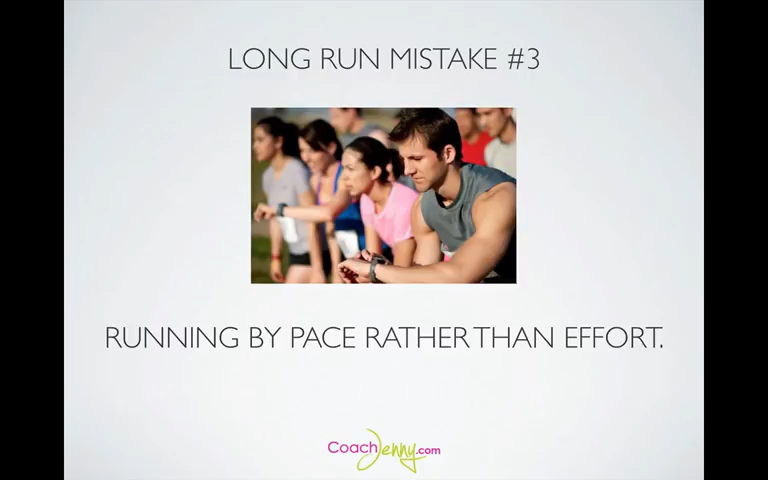 LONG RUN MISTAKE #3
RUNNING BY PACE RATHER THAN EFFORT.
CoachJenny.com